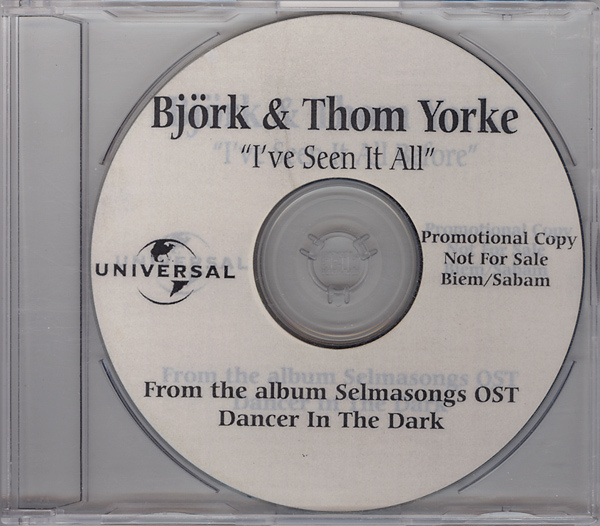 Björk & Thom Yorke
"I've Seen It All"
Promotional Copy
Not For Sale
Biem/Sabam
UNIVERSAL
From the album Selmasongs OST
Dancer In The Dark